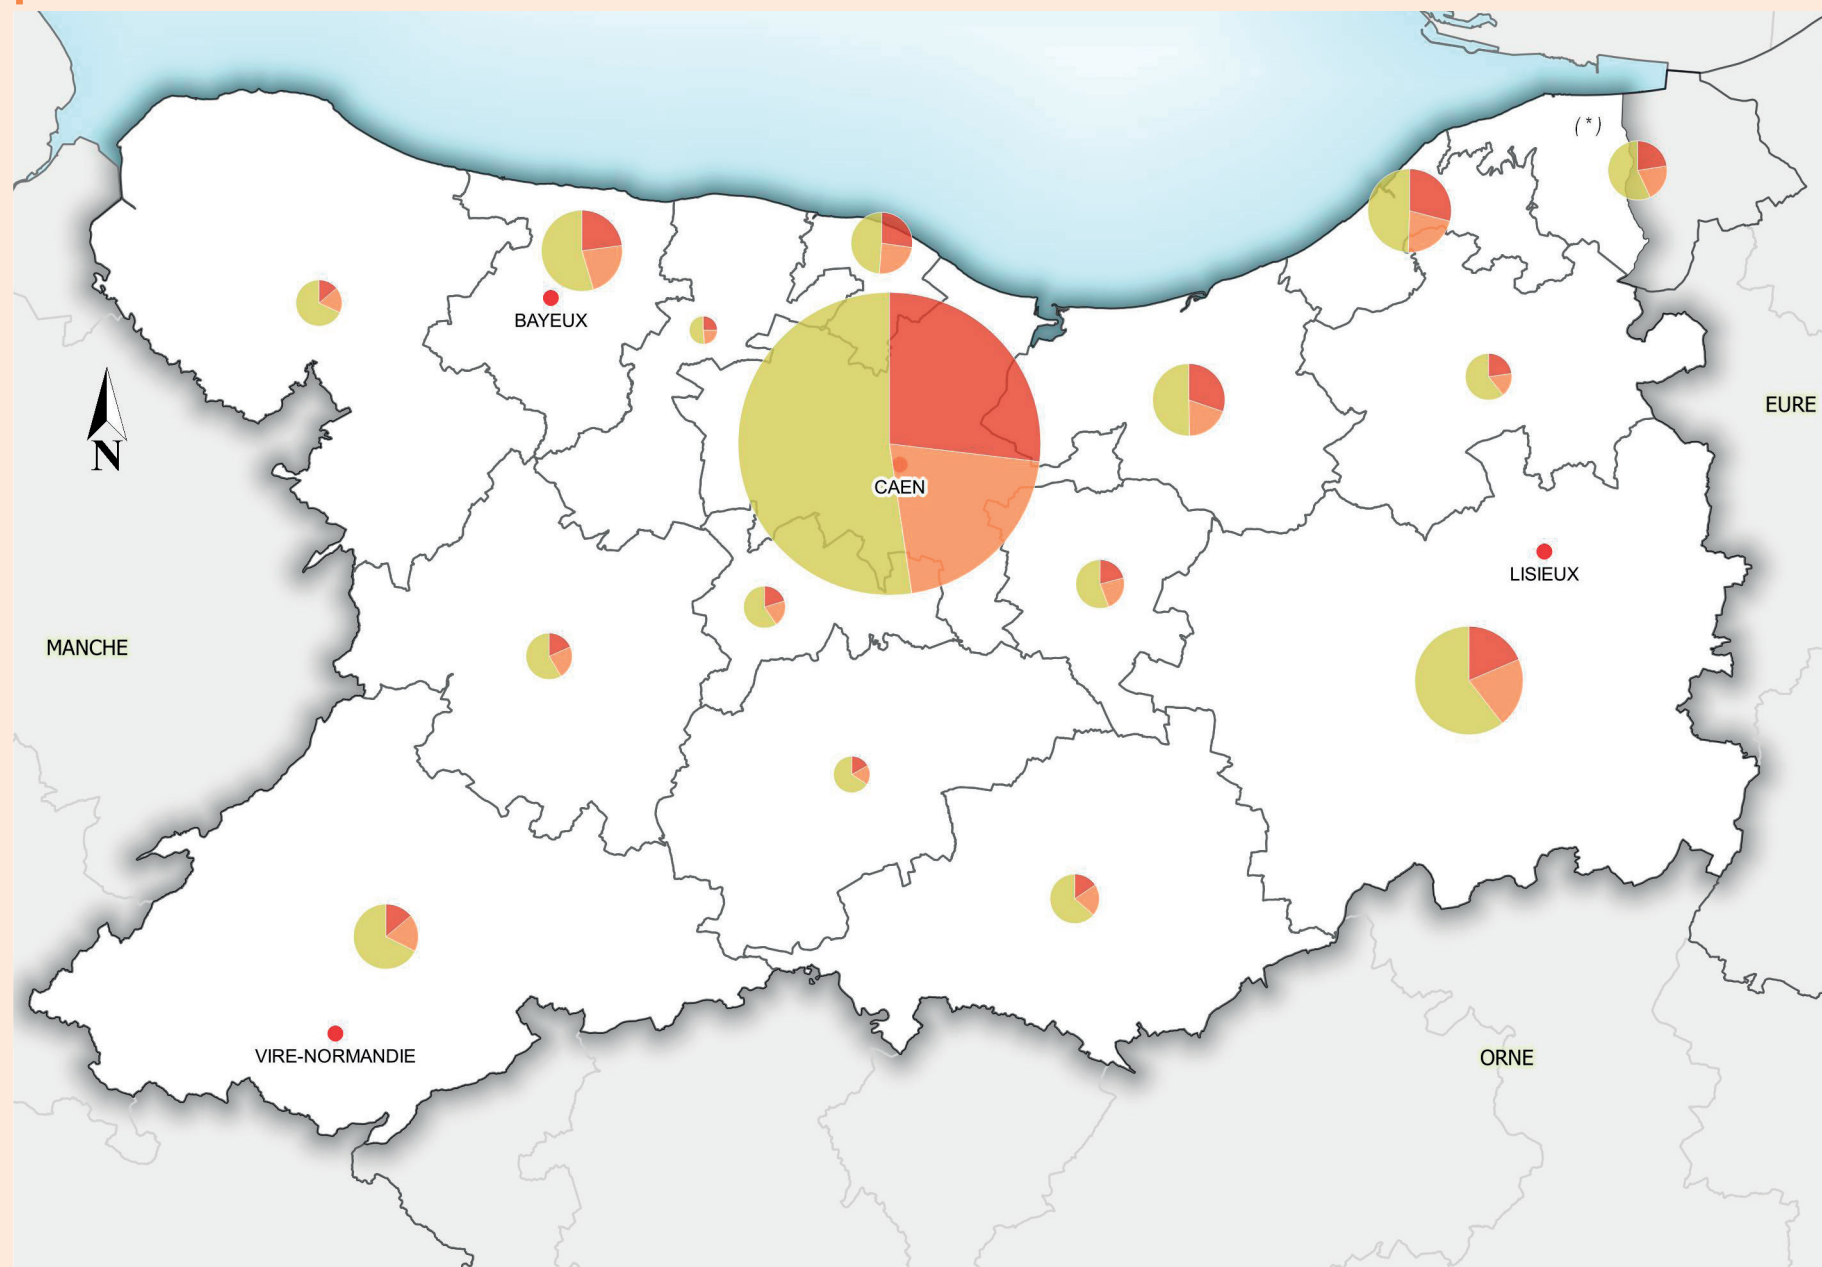 (*)
BAYEUX
N
EURE
CAEN
LISIEUX
MANCHE
VIRE-NORMANDIE
ORNE